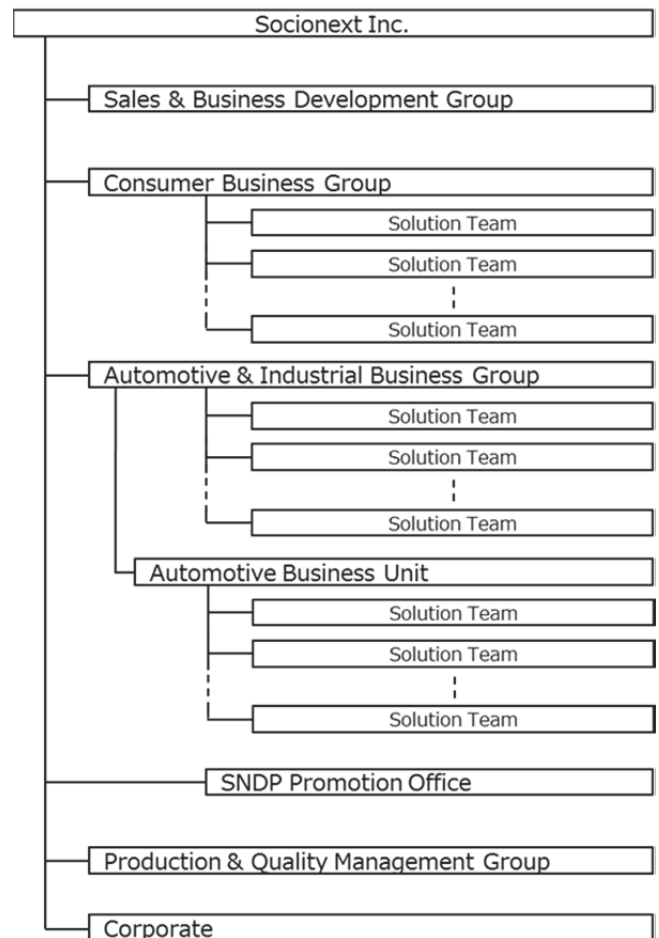 Socionext Inc.
Sales & Business Development Group
Consumer Business Group
Solution Team
Solution Team
Solution Team
Automotive & Industrial Business Group
Solution Team
Solution Team
Solution Team
Automotive Business Unit
Solution Team
Solution Team
Solution Team
SNDP Promotion Office
Production & Quality Management Group
Corporate